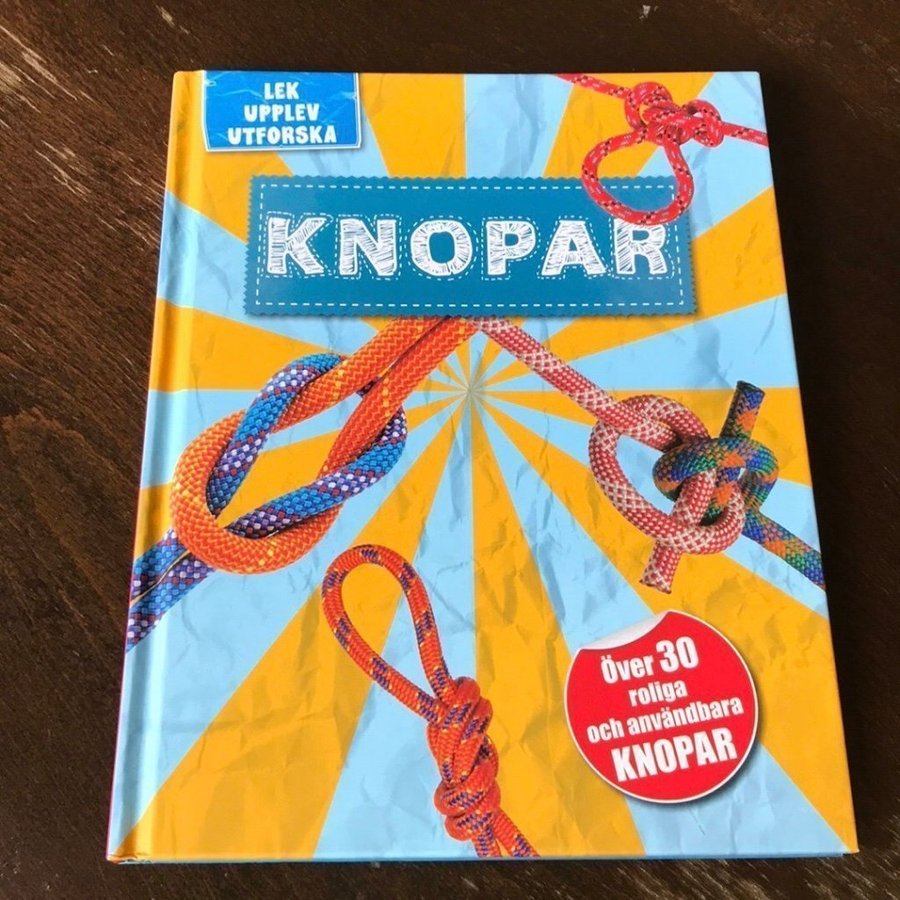 LEK
UPPLEV
UTFORSKA
KNOPAR
Över 30
roliga
och användbara
KNOPAR